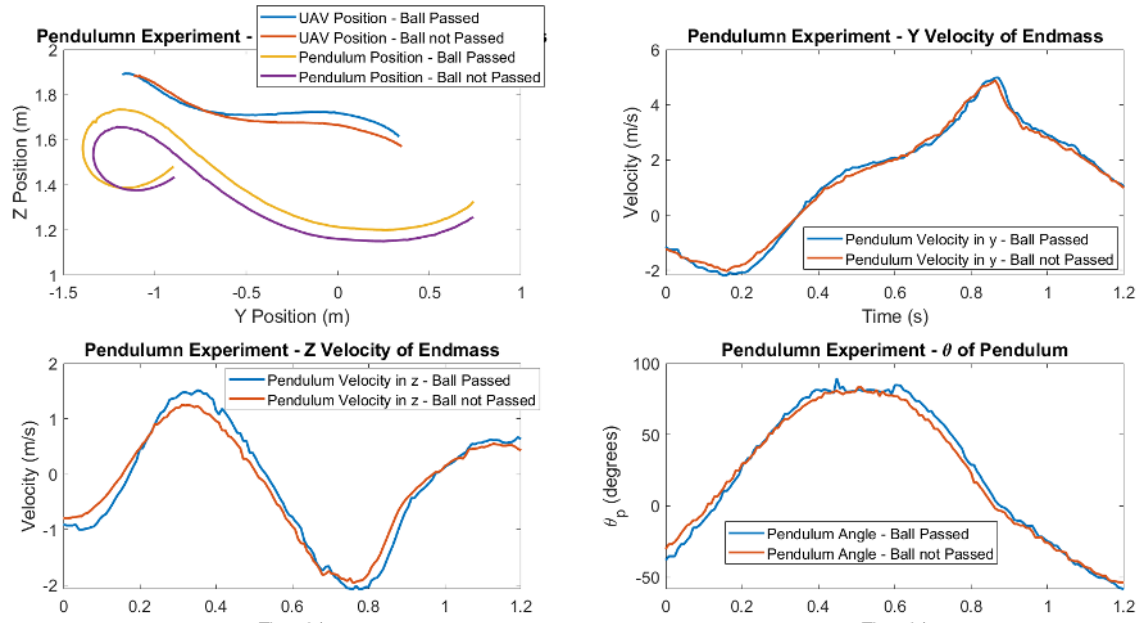 Pendulumn Experiment -
s
UAV Position - Ball Passed
UAV Position - Ball not Passed
Pendulum Position - Ball Passed
Pendulum Position - Ball not Passed
2
1.8
1.6
1.4
1.2
1
Z Position (m)
-1.5
-1
-0.5
0
0.5
1
Y Position (m)
Pendulumn Experiment - Y Velocity of Endmass
6
4
2
0
-2
Velocity (m/s)
Pendulum Velocity in y - Ball Passed
Pendulum Velocity in y - Ball not Passed
0
0.2
0.4
0.6
0.8
1
1.2
Time (s)
Pendulumn Experiment - Z Velocity of Endmass
2
1
0
-1
-2
Velocity (m/s)
Pendulum Velocity in z - Ball Passed
Pendulum Velocity in z - Ball not Passed
0
0.2
0.4
0.6
0.8
1
1.2
Pendulumn Experiment - θ of Pendulum
100
50
0
-50
θp (degrees)
Pendulum Angle - Ball Passed
Pendulum Angle - Ball not Passed
0
0.2
0.4
0.6
0.8
1
1.2